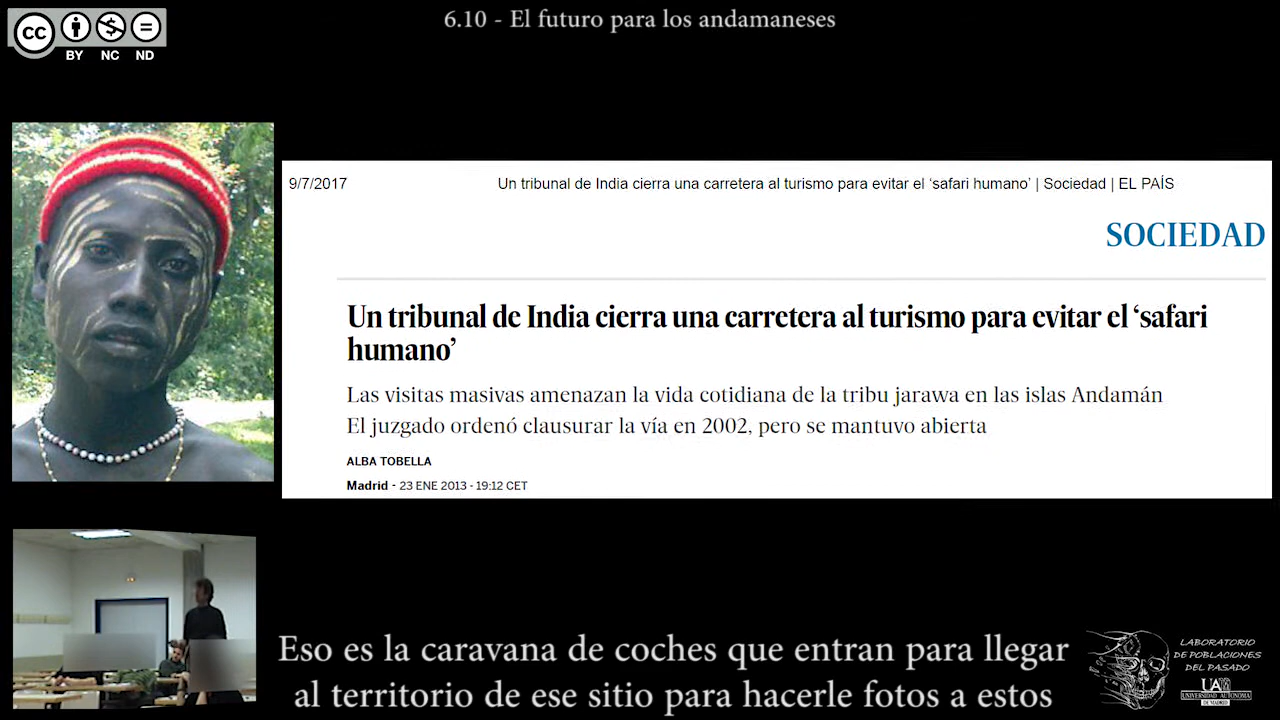 6.10 - El futuro para los andamaneses
cc
BY NC ND
9/7/2017
Un tribunal de India cierra una carretera al turismo para evitar el ‘safari humano’ | Sociedad | EL PAÍS
SOCIEDAD
Un tribunal de India cierra una carretera al turismo para evitar el ‘safari
humano’
Las visitas masivas amenazan la vida cotidiana de la tribu jarawa en las islas Andamán
El juzgado ordenó clausurar la vía en 2002, pero se mantuvo abierta
ALBA TOBELLA
Madrid - 23 ENE 2013 - 19:12 CET
Eso es la caravana de coches que entran para llegar
al territorio de ese sitio para hacerle fotos a estos
LABORATORIO
DE POBLACIONES
DEL PASADO
UAM
UNIVERSIDAD AUTONOMA
DE MADRID